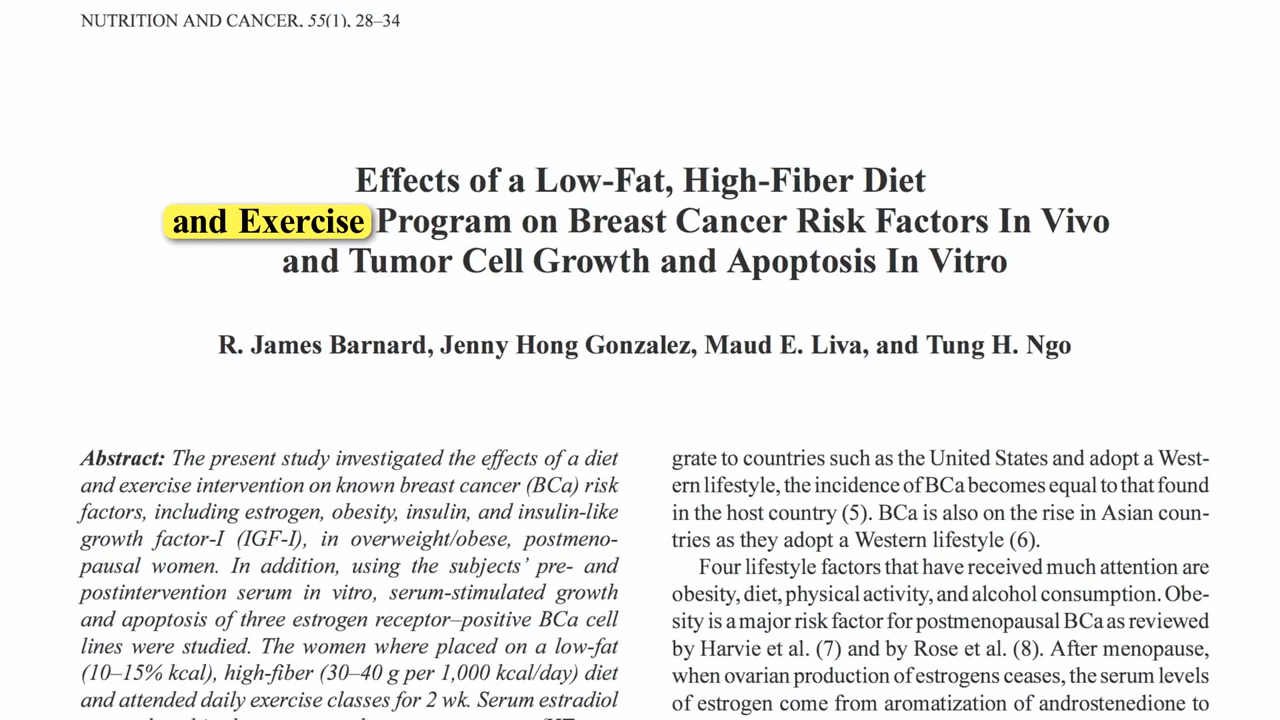 NUTRITION AND CANCER, 55(1), 28–34
Effects of a Low-Fat, High-Fiber Diet
and Exercise Program on Breast Cancer Risk Factors In Vivo
and Tumor Cell Growth and Apoptosis In Vitro
R. James Barnard, Jenny Hong Gonzalez, Maud E. Liva, and Tung H. Ngo
Abstract: The present study investigated the effects of a diet
and exercise intervention on known breast cancer (BCa) risk
factors, including estrogen, obesity, insulin, and insulin-like
growth factor-I (IGF-I), in overweight/obese, postmeno-
pausal women. In addition, using the subjects’ pre- and
postintervention serum in vitro, serum-stimulated growth
and apoptosis of three estrogen receptor–positive BCa cell
lines were studied. The women where placed on a low-fat
(10–15% kcal), high-fiber (30–40 g per 1,000 kcal/day) diet
and attended daily exercise classes for 2 wk. Serum estradiol
grate to countries such as the United States and adopt a West-
ern lifestyle, the incidence of BCa becomes equal to that found
in the host country (5). BCa is also on the rise in Asian coun-
tries as they adopt a Western lifestyle (6).
Four lifestyle factors that have received much attention are
obesity, diet, physical activity, and alcohol consumption. Obe-
sity is a major risk factor for postmenopausal BCa as reviewed
by Harvie et al. (7) and by Rose et al. (8). After menopause,
when ovarian production of estrogens ceases, the serum levels
of estrogen come from aromatization of androstenedione to